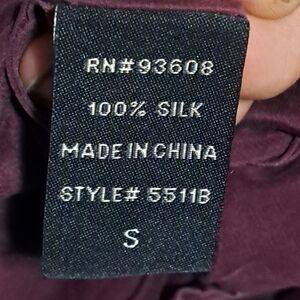 RN#93608
100% SILK
MADE IN CHINA
STYLE# 5511B
S